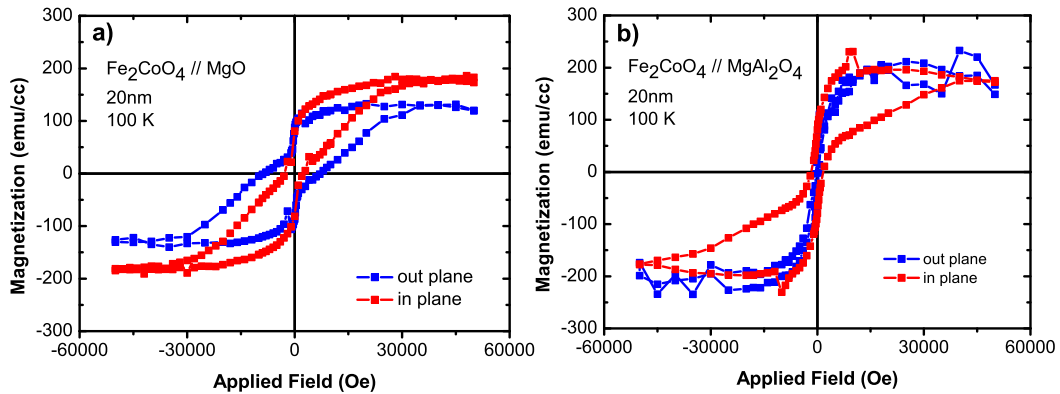 a)
Fe2CoO4 // MgO
20nm
100 K
Magnetization (emu/cc)
300
200
100
0
-100
-200
-300
out plane
in plane
-60000 -30000 0 30000 60000
Applied Field (Oe)
b)
Fe2CoO4 // MgAl2O4
20nm
100 K
Magnetization (emu/cc)
300
200
100
0
-100
-200
-300
out plane
in plane
-60000 -30000 0 30000 60000
Applied Field (Oe)